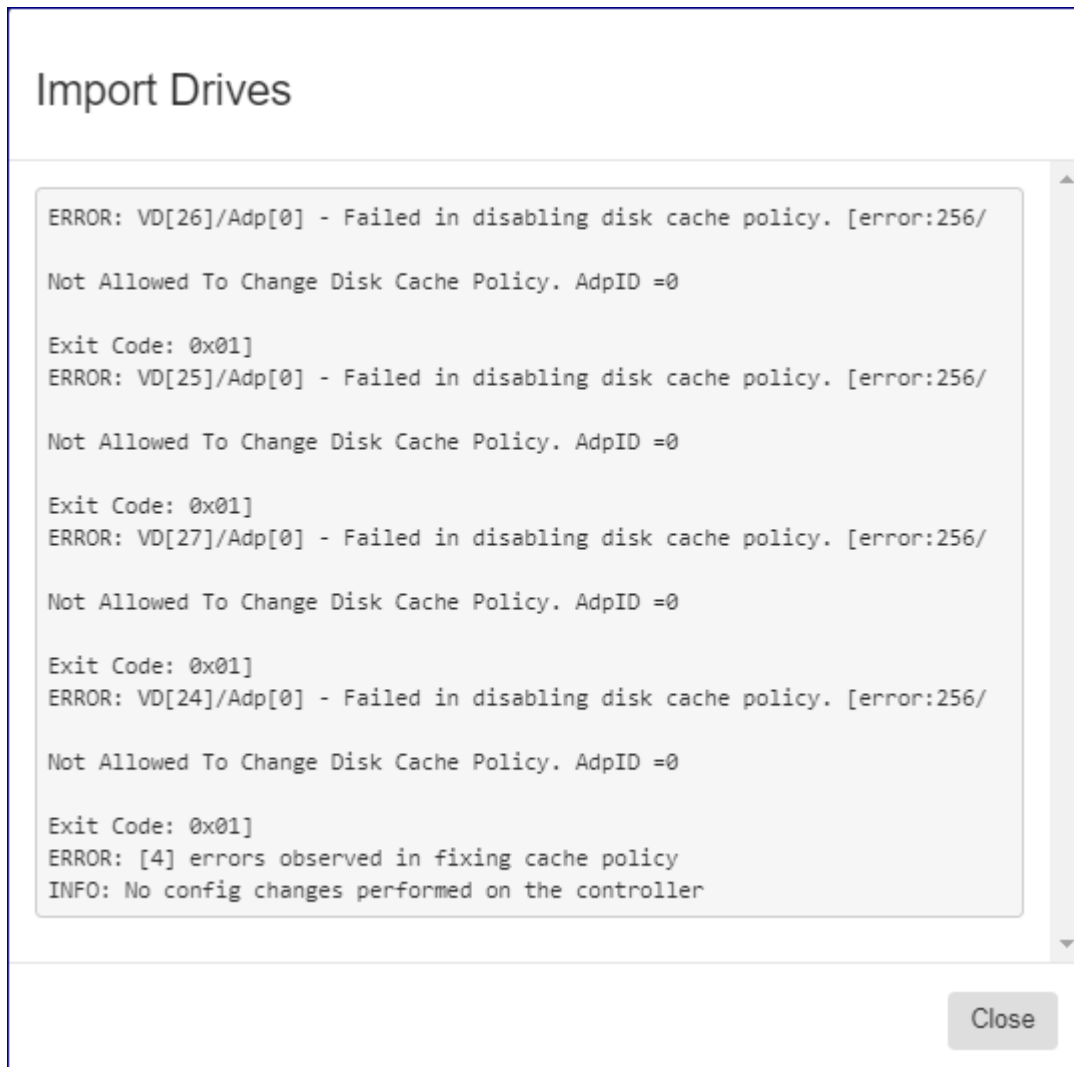 Import Drives
ERROR: VD[26]/Adp[0] - Failed in disabling disk cache policy. [error:256/
Not Allowed To Change Disk Cache Policy. AdpID =0
Exit Code: 0x01]
ERROR: VD[25]/Adp[0] - Failed in disabling disk cache policy. [error:256/
Not Allowed To Change Disk Cache Policy. AdpID =0
Exit Code: 0x01]
ERROR: VD[27]/Adp[0] - Failed in disabling disk cache policy. [error:256/
Not Allowed To Change Disk Cache Policy. AdpID =0
Exit Code: 0x01]
ERROR: VD[24]/Adp[0] - Failed in disabling disk cache policy. [error:256/
Not Allowed To Change Disk Cache Policy. AdpID =0
Exit Code: 0x01]
ERROR: [4] errors observed in fixing cache policy
INFO: No config changes performed on the controller
Close